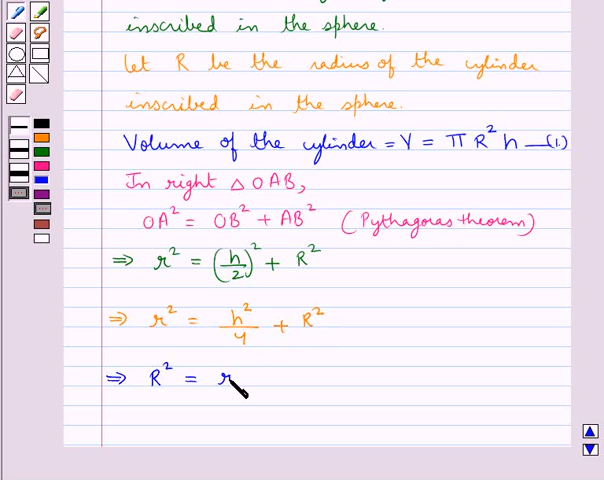 inscribed in the sphere.
let R be the radius of the cylinder
inscribed in the sphere.
Volume of the cylinder = V = π R² h —(1.)
In right △ OAB,
OA² = OB² + AB² (Pythagoras theorem)
⇒ r² = (h/2)² + R²
⇒ r² = h²/4 + R²
⇒ R² = r